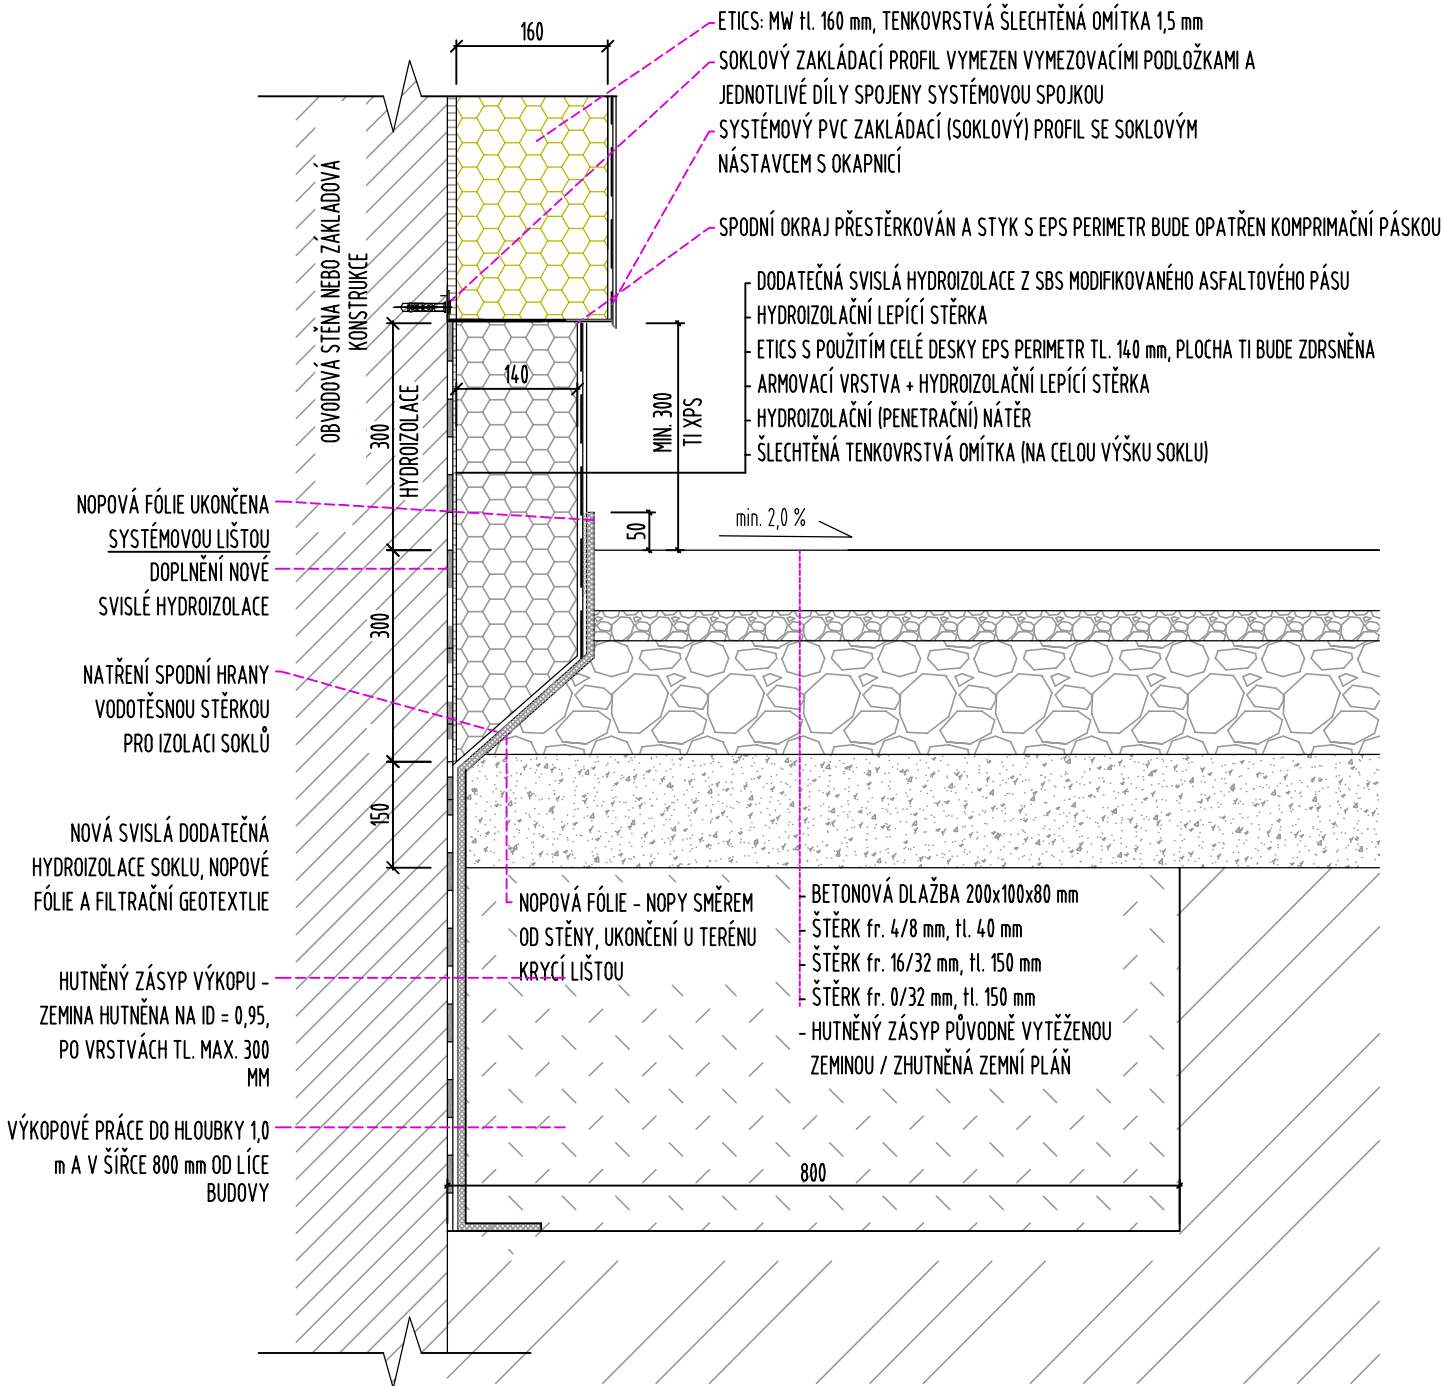 160
ETICS: MW tl. 160 mm, TENKOVRSTVÁ ŠLECHTĚNÁ OMÍTKA 1,5 mm
SOKLOVÝ ZAKLÁDACÍ PROFIL VYMEZEN VYMEZOVACÍMI PODLOŽKAMI A
JEDNOTLIVÉ DÍLY SPOJENY SYSTÉMOVOU SPOJKOU
SYSTÉMOVÝ PVC ZAKLÁDACÍ (SOKLOVÝ) PROFIL SE SOKLOVÝM
NÁSTAVCEM S OKAPNICÍ
SPODNÍ OKRAJ PŘESTĚRKOVÁN A STYK S EPS PERIMETR BUDE OPATŘEN KOMPRIMAČNÍ PÁSKOU
DODATEČNÁ SVISLÁ HYDROIZOLACE Z SBS MODIFIKOVANÉHO ASFALTOVÉHO PÁSU
- HYDROIZOLAČNÍ LEPÍCÍ STĚRKA
- ETICS S POUŽITÍM CELÉ DESKY EPS PERIMETR TL. 140 mm, PLOCHA TI BUDE ZDRSNĚNA
- ARMOVACÍ VRSTVA + HYDROIZOLAČNÍ LEPÍCÍ STĚRKA
- HYDROIZOLAČNÍ (PENETRAČNÍ) NÁTĚR
- ŠLECHTĚNÁ TENKOVRSTVÁ OMÍTKA (NA CELOU VÝŠKU SOKLU)
OBVODOVÁ STĚNA NEBO ZÁKLADOVÁ
KONSTRUKCE
300
HYDROIZOLACE
140
MIN. 300
TI XPS
50
min. 2,0 %
NOPOVÁ FÓLIE UKONČENA
SYSTÉMOVOU LIŠTOU
DOPLNĚNÍ NOVÉ
SVISLÉ HYDROIZOLACE
300
NATŘENÍ SPODNÍ HRANY
VODOTĚSNOU STĚRKOU
PRO IZOLACI SOKLŮ
150
NOVÁ SVISLÁ DODATEČNÁ
HYDROIZOLACE SOKLU, NOPOVÉ
FÓLIE A FILTRAČNÍ GEOTEXTLIE
NOPOVÁ FÓLIE - NOPY SMĚREM
OD STĚNY, UKONČENÍ U TERÉNU
KRYCÍ LIŠTOU
- BETONOVÁ DLAŽBA 200x100x80 mm
- ŠTĚRK fr. 4/8 mm, tl. 40 mm
- ŠTĚRK fr. 16/32 mm, tl. 150 mm
- ŠTĚRK fr. 0/32 mm, tl. 150 mm
- HUTNĚNÝ ZÁSYP PŮVODNĚ VYTĚŽENOU
ZEMINOU / ZHUTNĚNÁ ZEMNÍ PLÁŇ
HUTNĚNÝ ZÁSYP VÝKOPU -
ZEMINA HUTNĚNA NA ID = 0,95,
PO VRSTVÁCH TL. MAX. 300
MM
VÝKOPOVÉ PRÁCE DO HLOUBKY 1,0
m A V ŠÍŘCE 800 mm OD LÍCE
BUDOVY
800